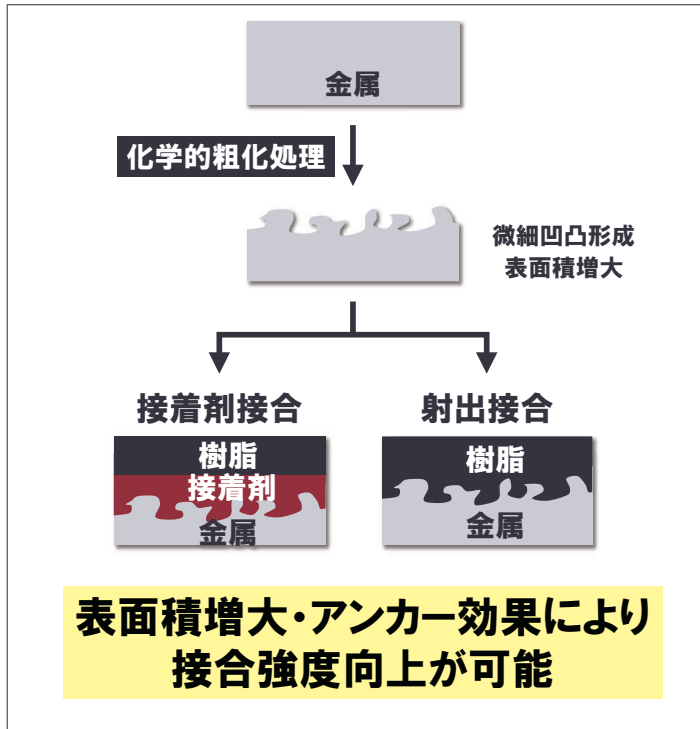 金属
化学的粗化処理
微細凹凸形成
表面積増大
接着剤接合
樹脂
接着剤
金属
射出接合
樹脂
金属
表面積増大・アンカー効果により
接合強度向上が可能